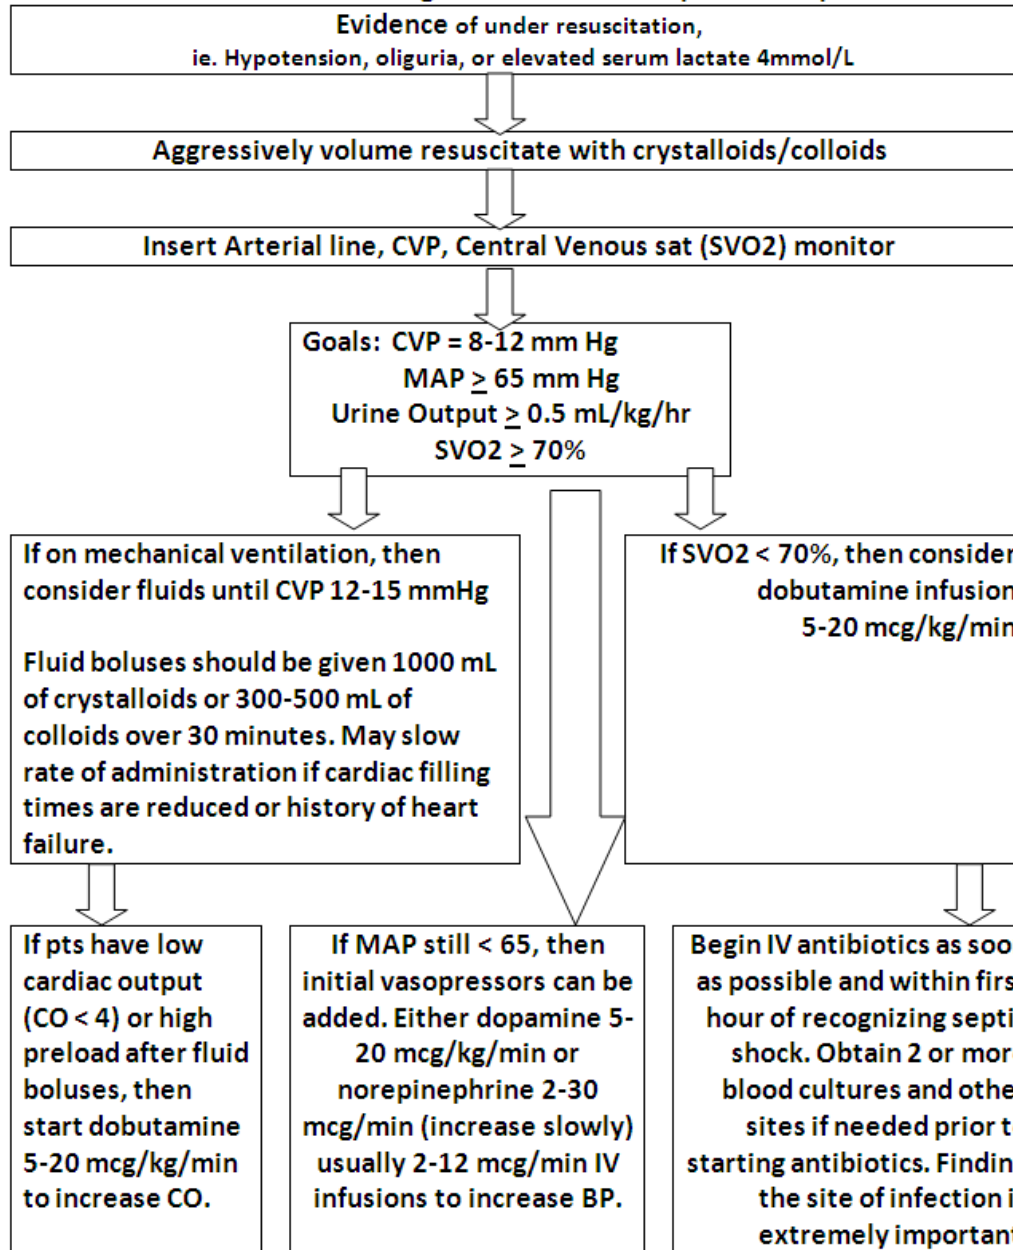 Evidence of under resuscitation,
ie. Hypotension, oliguria, or elevated serum lactate 4mmol/L
Aggressively volume resuscitate with crystalloids/colloids
Insert Arterial line, CVP, Central Venous sat (SVO2) monitor
Goals: CVP = 8-12 mm Hg
MAP ≥ 65 mm Hg
Urine Output ≥ 0.5 mL/kg/hr
SVO2 ≥ 70%
If on mechanical ventilation, then
consider fluids until CVP 12-15 mmHg
Fluid boluses should be given 1000 mL
of crystalloids or 300-500 mL of
colloids over 30 minutes. May slow
rate of administration if cardiac filling
times are reduced or history of heart
failure.
If SVO2 < 70%, then consider
dobutamine infusion
5-20 mcg/kg/min
If pts have low
cardiac output
(CO < 4) or high
preload after fluid
boluses, then
start dobutamine
5-20 mcg/kg/min
to increase CO.
If MAP still < 65, then
initial vasopressors can be
added. Either dopamine 5-
20 mcg/kg/min or
norepinephrine 2-30
mcg/min (increase slowly)
usually 2-12 mcg/min IV
infusions to increase BP.
Begin IV antibiotics as soo
as possible and within firs
hour of recognizing septi
shock. Obtain 2 or mor
blood cultures and othe
sites if needed prior t
starting antibiotics. Findin
the site of infection i
extremely important